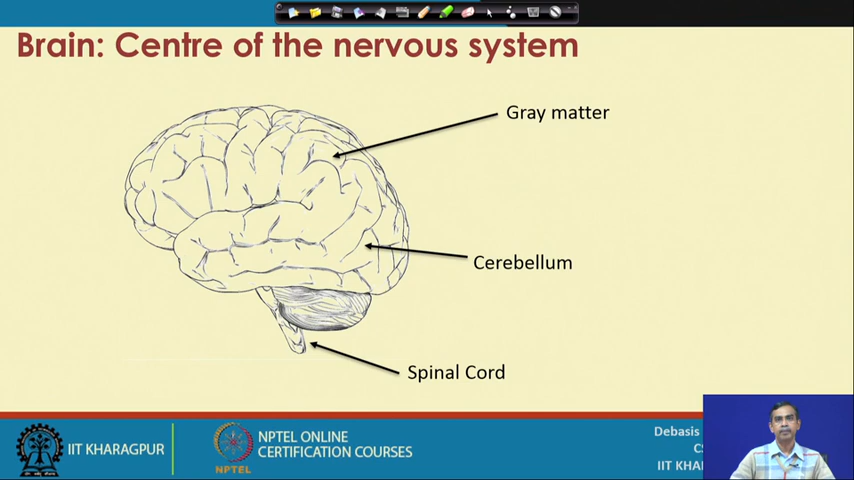 Brain: Centre of the nervous system
Gray matter
Cerebellum
Spinal Cord
IIT KHARAGPUR
NPTEL
NPTEL ONLINE
CERTIFICATION COURSES
Debasis
CS
IIT KHA